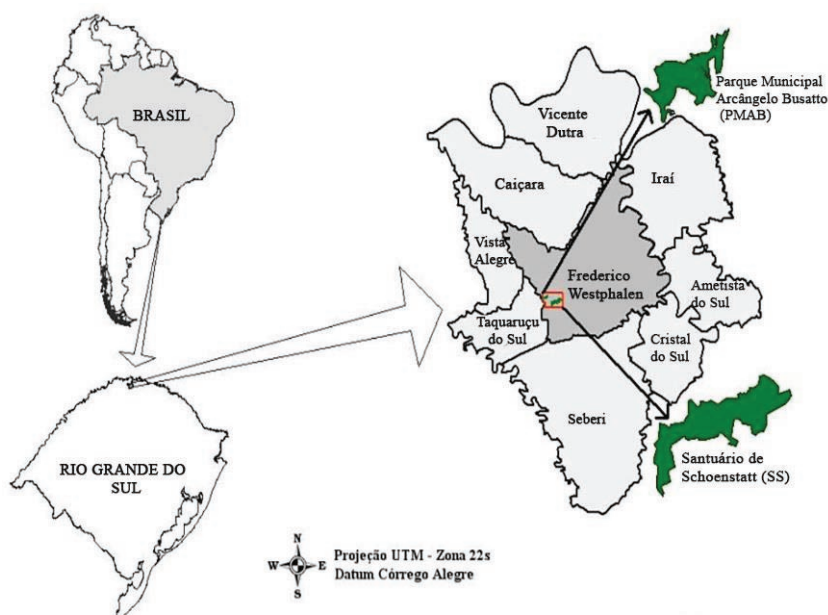 BRASIL
RIO GRANDE DO
SUL
Parque Municipal
Arcângelo Busatto
(PMAB)
Vicente
Dutra
Caiçara
Iraí
Vista
Alegre
Frederico
Westphalen
Ametista
do Sul
Taquaruçu
do Sul
Cristal
do Sul
Seberi
Santuário de
Schoenstatt (SS)
N
W E
S
Projeção UTM - Zona 22s
Datum Córrego Alegre